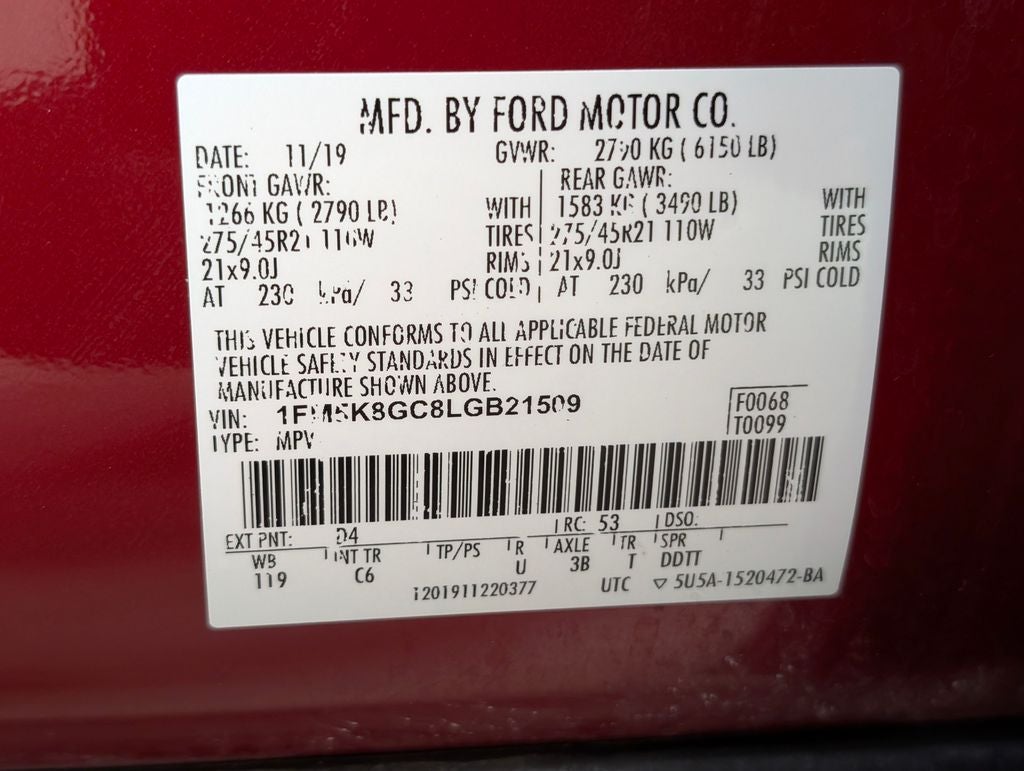 MFD. BY FORD MOTOR CO.
DATE: 11/19 GVWR: 2790 KG ( 6150 LB)
FRONT GAWR: REAR GAWR:
1266 KG ( 2790 LB) WITH 1583 KG ( 3490 LB) WITH
275/45R21 110W TIRES 275/45R21 110W TIRES
21x9.0J RIMS 21x9.0J RIMS
AT 230 kPa/ 33 PSI COLD AT 230 kPa/ 33 PSI COLD
THIS VEHICLE CONFORMS TO ALL APPLICABLE FEDERAL MOTOR
VEHICLE SAFETY STANDARDS IN EFFECT ON THE DATE OF
MANUFACTURE SHOWN ABOVE.
VIN: 1FM5K8GC8LGB21509 F0068
TYPE: MPV T0099
EXT PNT: D4 RC: 53 DSO:
WB INT TR TP/PS R AXLE TR SPR
119 C6 U 3B T DDTT
1201911220377 UTC ▽ 5U5A-1520472-BA